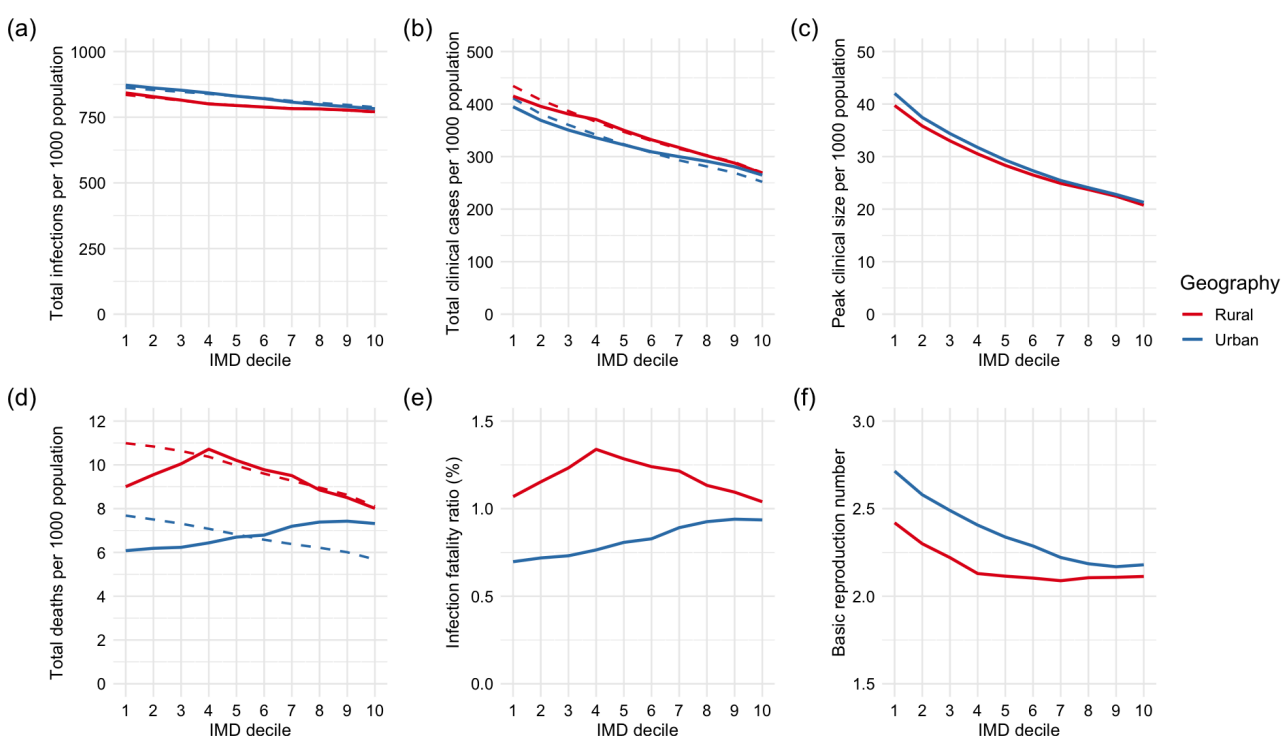 (a)
Total infections per 1000 population
1000
750
500
250
0
1 2 3 4 5 6 7 8 9 10
IMD decile
(b)
Total clinical cases per 1000 population
500
400
300
200
100
0
1 2 3 4 5 6 7 8 9 10
IMD decile
(c)
Peak clinical size per 1000 population
50
40
30
20
10
0
1 2 3 4 5 6 7 8 9 10
IMD decile
Geography
Rural
Urban
(d)
Total deaths per 1000 population
12
10
8
6
4
2
0
1 2 3 4 5 6 7 8 9 10
IMD decile
(e)
Infection fatality ratio (%)
1.5
1.0
0.5
0.0
1 2 3 4 5 6 7 8 9 10
IMD decile
(f)
Basic reproduction number
3.0
2.5
2.0
1.5
1 2 3 4 5 6 7 8 9 10
IMD decile